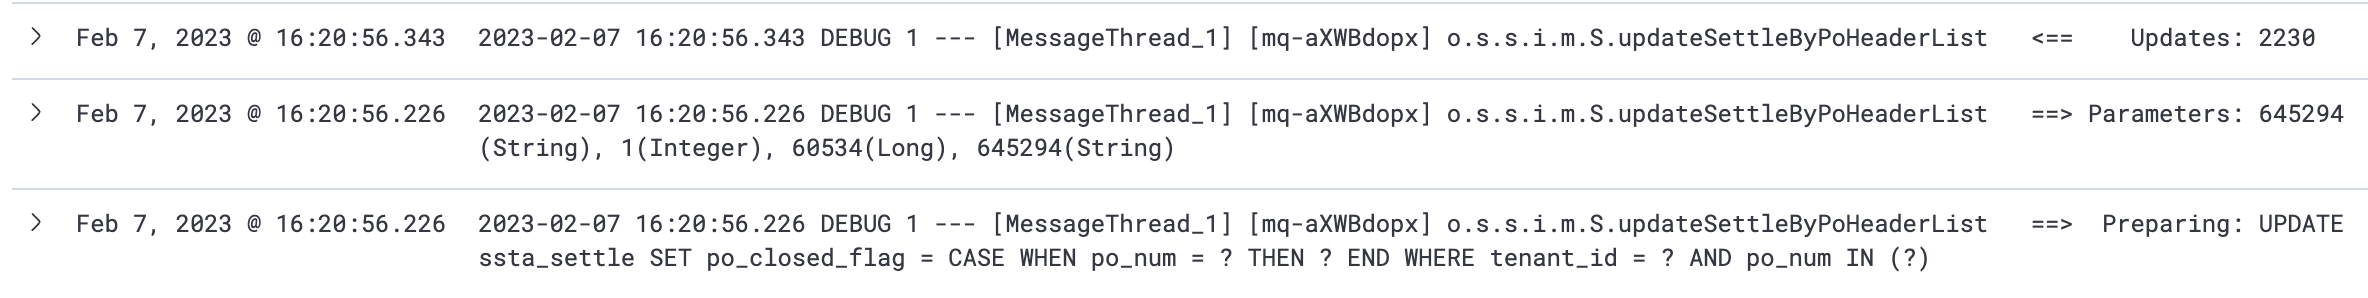 Feb 7, 2023 @ 16:20:56.343 2023-02-07 16:20:56.343 DEBUG 1 --- [MessageThread_1] [mq-aXWBdopx] o.s.s.i.m.S.updateSettleByPoHeaderList <== Updates: 2230
Feb 7, 2023 @ 16:20:56.226 2023-02-07 16:20:56.226 DEBUG 1 --- [MessageThread_1] [mq-aXWBdopx] o.s.s.i.m.S.updateSettleByPoHeaderList ==> Parameters: 645294
(String), 1(Integer), 60534(Long), 645294(String)
Feb 7, 2023 @ 16:20:56.226 2023-02-07 16:20:56.226 DEBUG 1 --- [MessageThread_1] [mq-aXWBdopx] o.s.s.i.m.S.updateSettleByPoHeaderList ==> Preparing: UPDATE
ssta_settle SET po_closed_flag = CASE WHEN po_num = ? THEN ? END WHERE tenant_id = ? AND po_num IN (?)